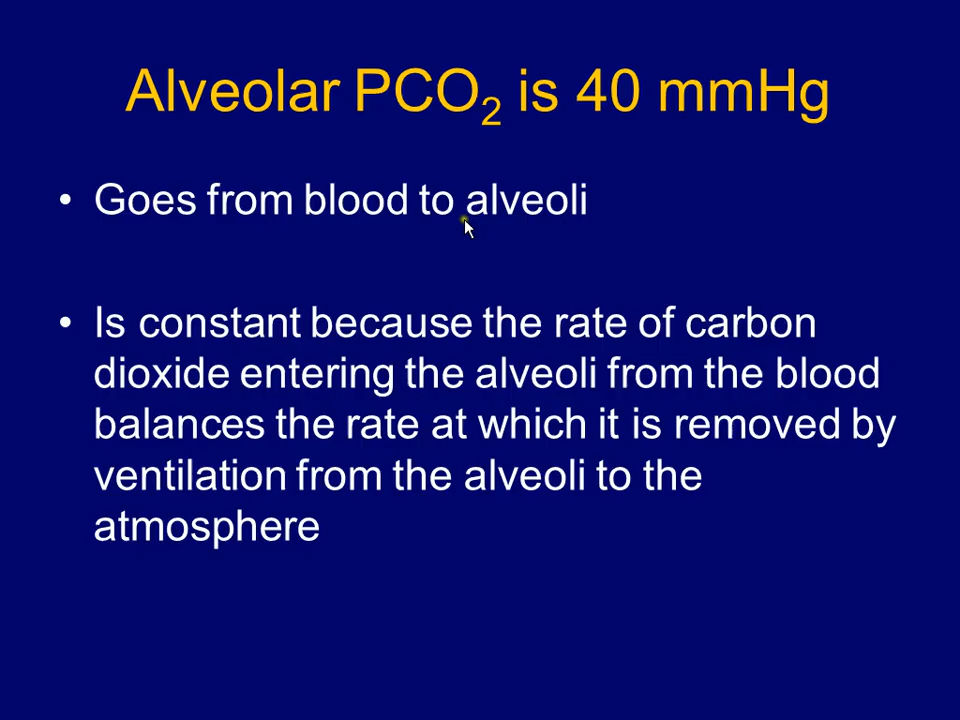 Alveolar PCO₂ is 40 mmHg
• Goes from blood to alveoli
• Is constant because the rate of carbon
dioxide entering the alveoli from the blood
balances the rate at which it is removed by
ventilation from the alveoli to the
atmosphere